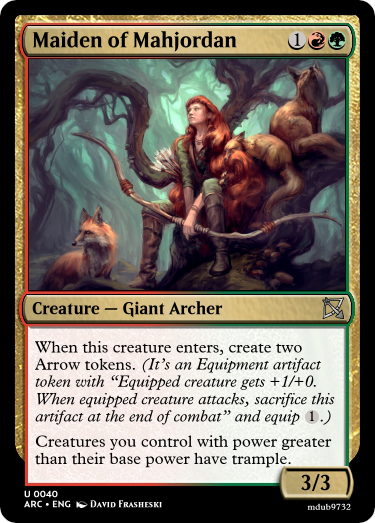 Maiden of Mahjordan 1
Creature — Giant Archer
When this creature enters, create two
Arrow tokens. (It's an Equipment artifact
token with “Equipped creature gets +1/+0.
When equipped creature attacks, sacrifice this
artifact at the end of combat” and equip 1.)
Creatures you control with power greater
than their base power have trample.
3/3
U 0040
ARC • ENG David Frasheski
mdub9732